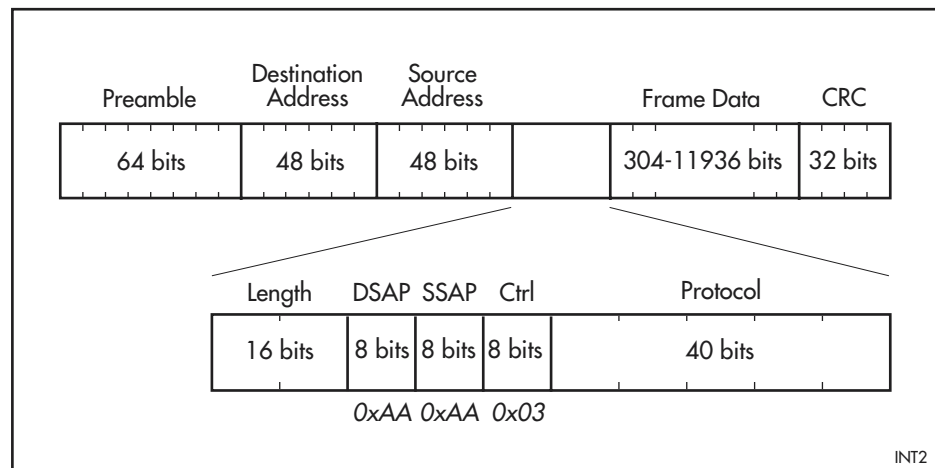 Preamble
Destination
Address
Source
Address
Frame Data
CRC
64 bits
48 bits
48 bits
304-11936 bits
32 bits
Length
DSAP
SSAP
Ctrl
Protocol
16 bits
8 bits
8 bits
8 bits
40 bits
0xAA
0xAA
0x03
INT2